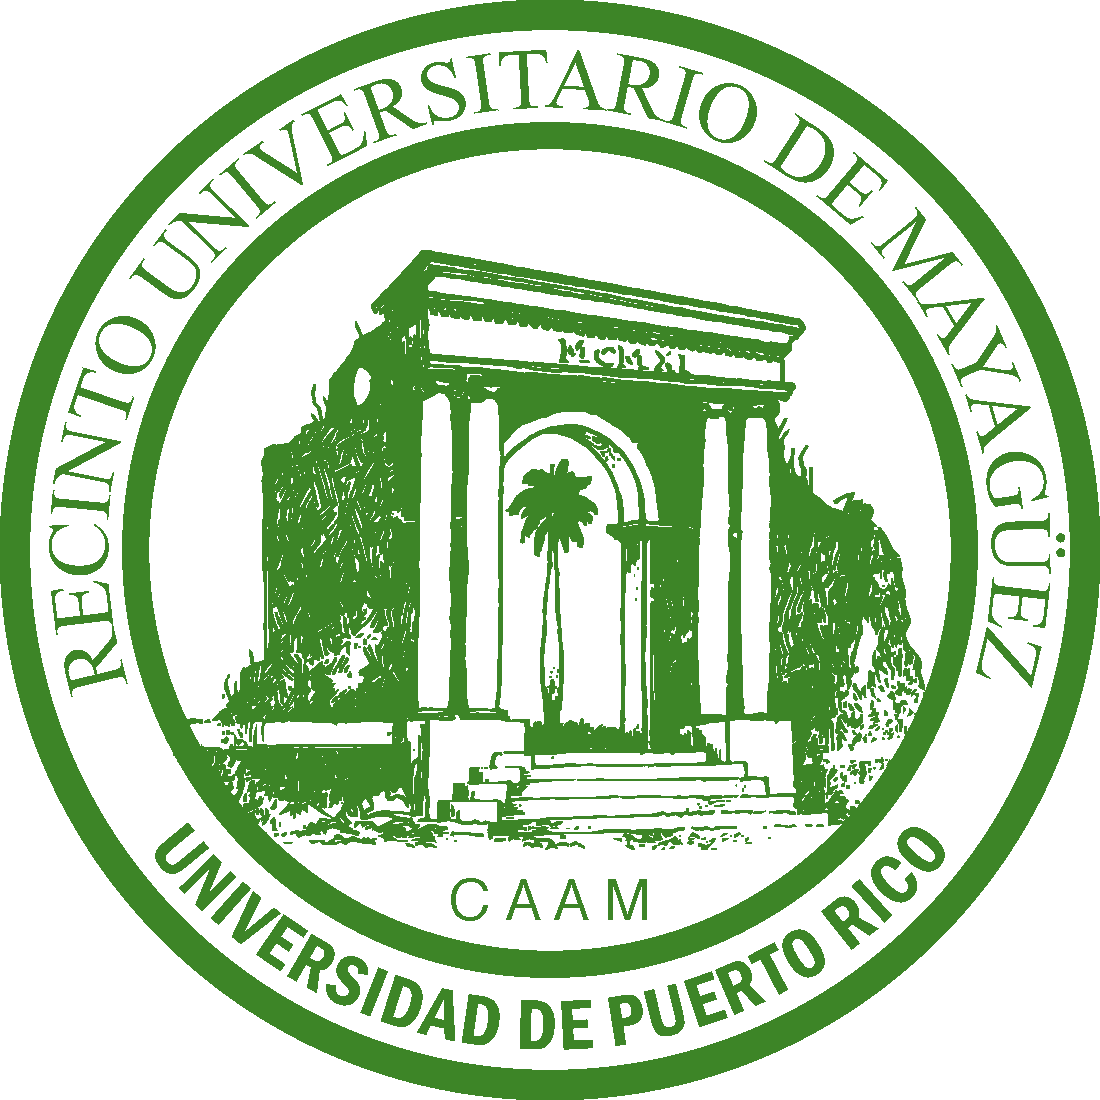 RECINTO UNIVERSITARIO DE MAYAGÜEZ
MCMXI
CAAM
UNIVERSIDAD DE PUERTO RICO